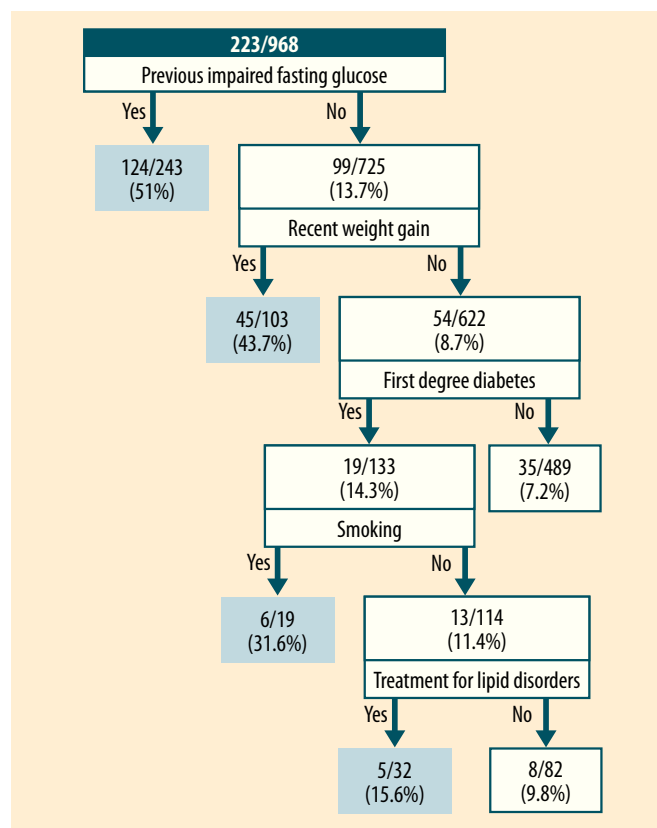 223/968
Previous impaired fasting glucose
Yes
No
124/243
(51%)
99/725
(13.7%)
Recent weight gain
Yes
No
45/103
(43.7%)
54/622
(8.7%)
First degree diabetes
Yes
No
19/133
(14.3%)
35/489
(7.2%)
Smoking
Yes
No
6/19
(31.6%)
13/114
(11.4%)
Treatment for lipid disorders
Yes
No
5/32
(15.6%)
8/82
(9.8%)